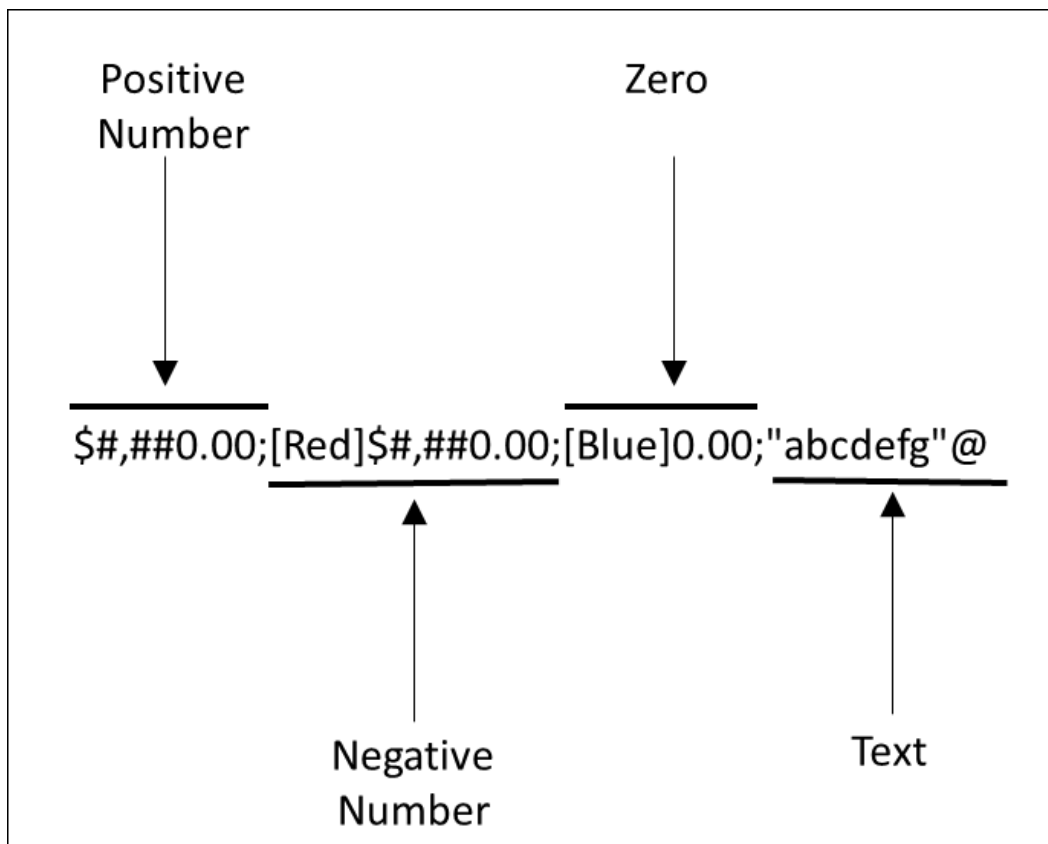 Positive
Number
Zero
$#,##0.00;[Red]$#,##0.00;[Blue]0.00;"abcdefg"@
Negative
Number
Text